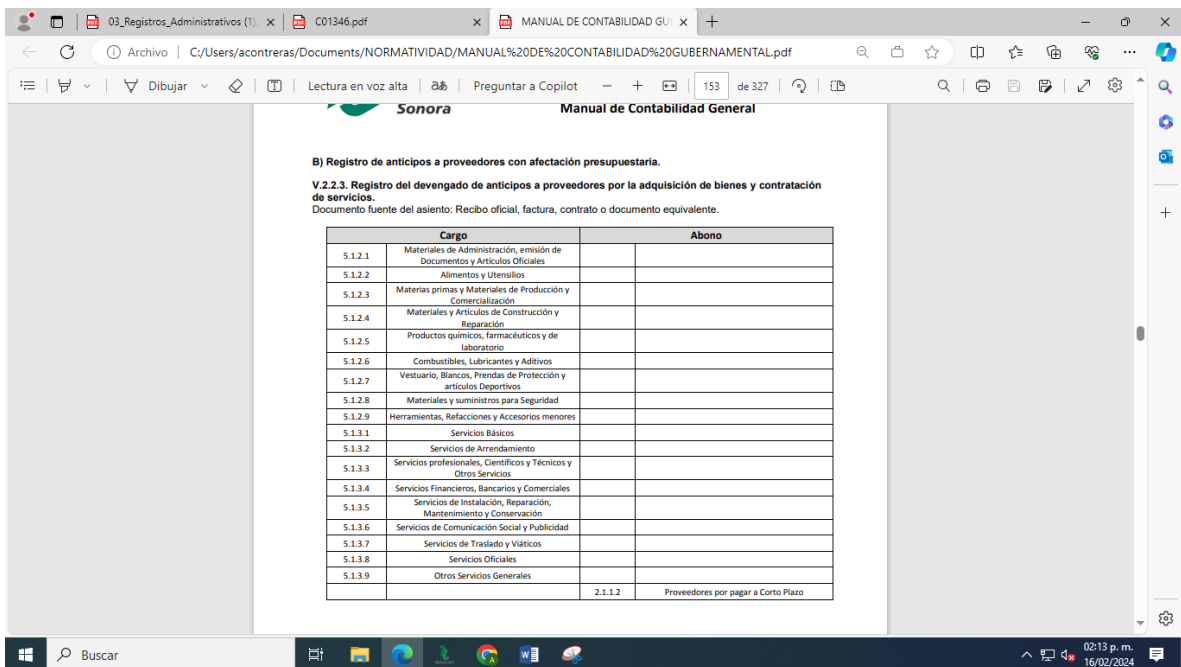 03_Registros_Administrativos (1).
C01346.pdf
MANUAL DE CONTABILIDAD GUB
Archivo
C:/Users/acontreras/Documents/NORMATIVIDAD/MANUAL%20DE%20CONTABILIDAD%20GUBERNAMENTAL.pdf
Dibujar
Lectura en voz alta
Preguntar a Copilot
153
de 327
Sonora
Manual de Contabilidad General
B) Registro de anticipos a proveedores con afectación presupuestaria.
V.2.2.3. Registro del devengado de anticipos a proveedores por la adquisición de bienes y contratación
de servicios.
Documento fuente del asiento: Recibo oficial, factura, contrato o documento equivalente.
Cargo Abono
5.1.2.1 Materiales de Administración, emisión de
Documentos y Artículos Oficiales
5.1.2.2 Alimentos y Utensilios
5.1.2.3 Materias primas y Materiales de Producción y
Comercialización
5.1.2.4 Materiales y Artículos de Construcción y
Reparación
5.1.2.5 Productos químicos, farmacéuticos y de
laboratorio
5.1.2.6 Combustibles, Lubricantes y Aditivos
5.1.2.7 Vestuario, Blancos, Prendas de Protección y
artículos Deportivos
5.1.2.8 Materiales y suministros para Seguridad
5.1.2.9 Herramientas, Refacciones y Accesorios menores
5.1.3.1 Servicios Básicos
5.1.3.2 Servicios de Arrendamiento
5.1.3.3 Servicios profesionales, Científicos y Técnicos y
Otros Servicios
5.1.3.4 Servicios Financieros, Bancarios y Comerciales
5.1.3.5 Servicios de Instalación, Reparación,
Mantenimiento y Conservación
5.1.3.6 Servicios de Comunicación Social y Publicidad
5.1.3.7 Servicios de Traslado y Viáticos
5.1.3.8 Servicios Oficiales
5.1.3.9 Otros Servicios Generales
2.1.1.2 Proveedores por pagar a Corto Plazo
Buscar
02:13 p. m.
16/02/2024